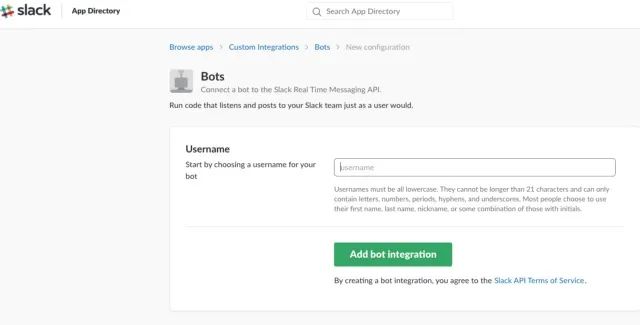 slack App Directory Search App Directory
Browse apps > Custom Integrations > Bots > New configuration
Bots
Connect a bot to the Slack Real Time Messaging API.
Run code that listens and posts to your Slack team just as a user would.
Username
Start by choosing a username for your
bot
username
Usernames must be all lowercase. They cannot be longer than 21 characters and can only
contain letters, numbers, periods, hyphens, and underscores. Most people choose to use
their first name, last name, nickname, or some combination of those with initials.
Add bot integration
By creating a bot integration, you agree to the Slack API Terms of Service.